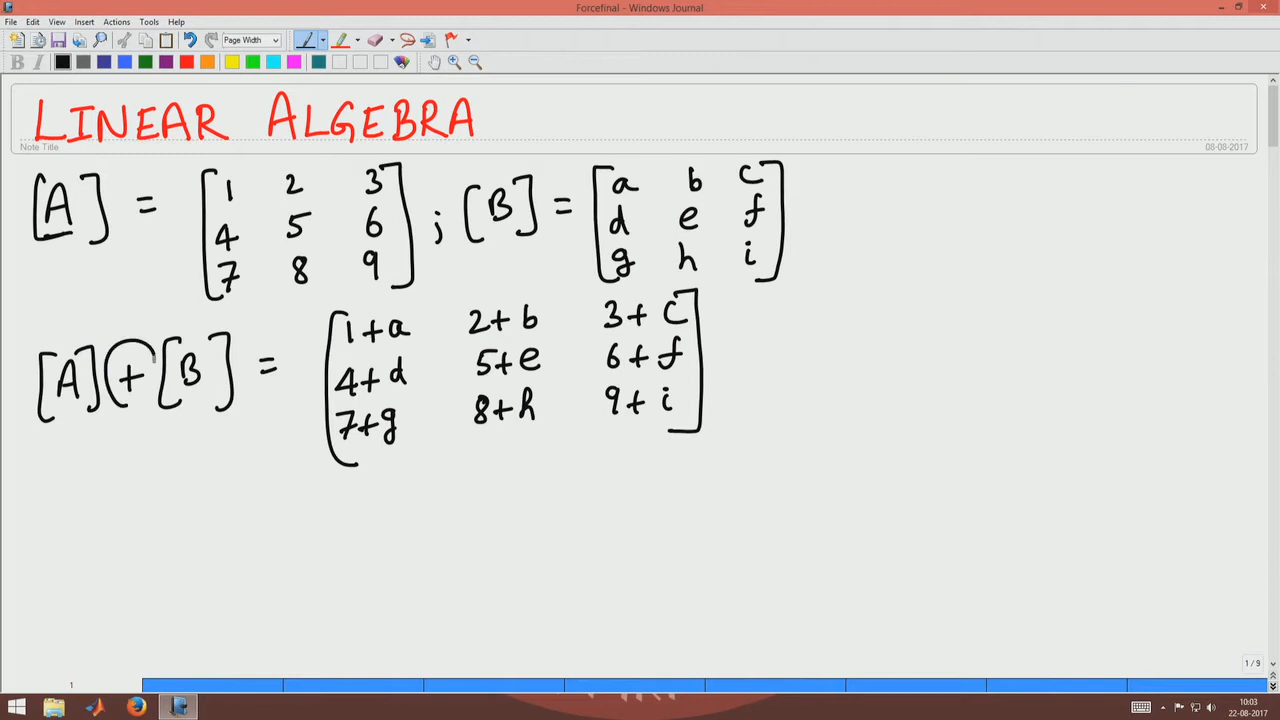 Forcefinal - Windows Journal
File Edit View Insert Actions Tools Help
Page Width
B I
LINEAR ALGEBRA
Note Title
08-08-2017
[A] = [1 2 3 ; [B] = [a b c
4 5 6 d e f
7 8 9] g h i]
[A] + [B] = [1+a 2+b 3+c
4+d 5+e 6+f
7+g 8+h 9+i]
1 / 9
1
10:03
22-08-2017